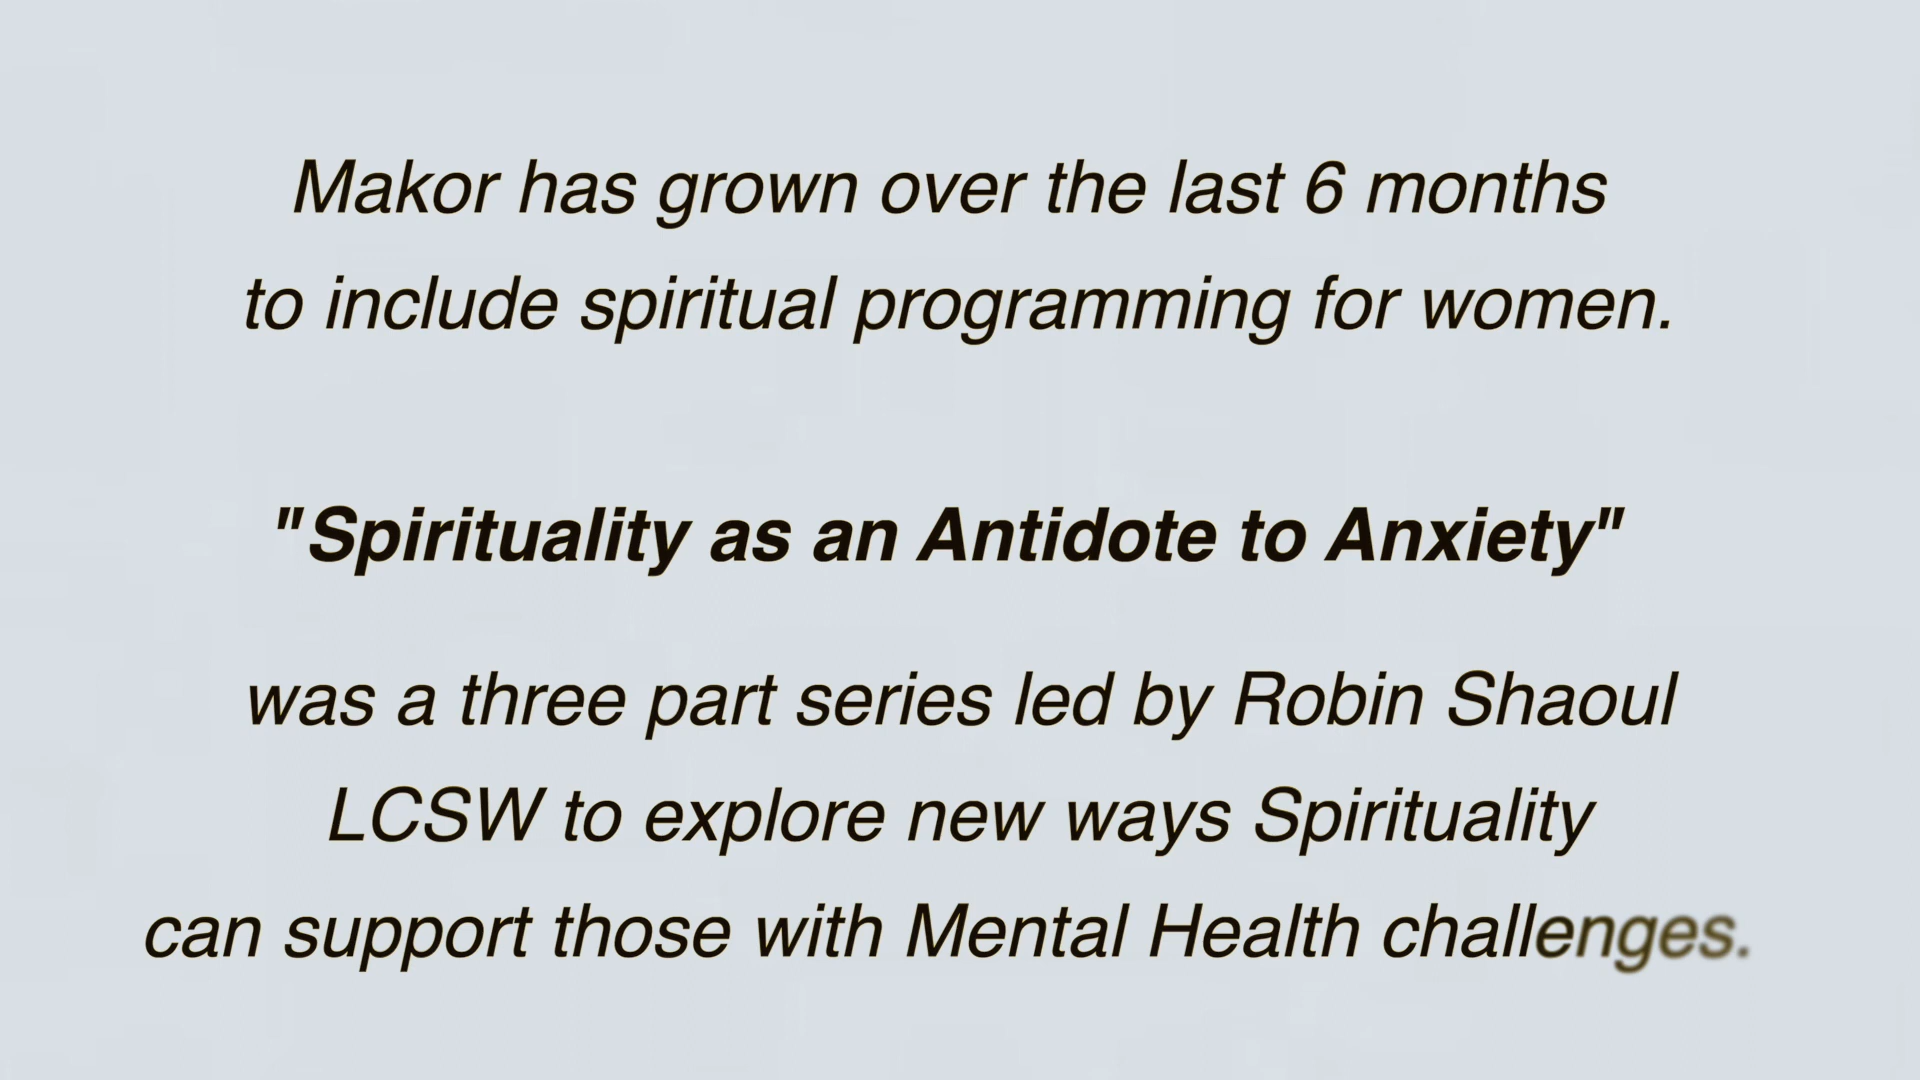 Makor has grown over the last 6 months
to include spiritual programming for women.
"Spirituality as an Antidote to Anxiety"
was a three part series led by Robin Shaoul
LCSW to explore new ways Spirituality
can support those with Mental Health challenges.